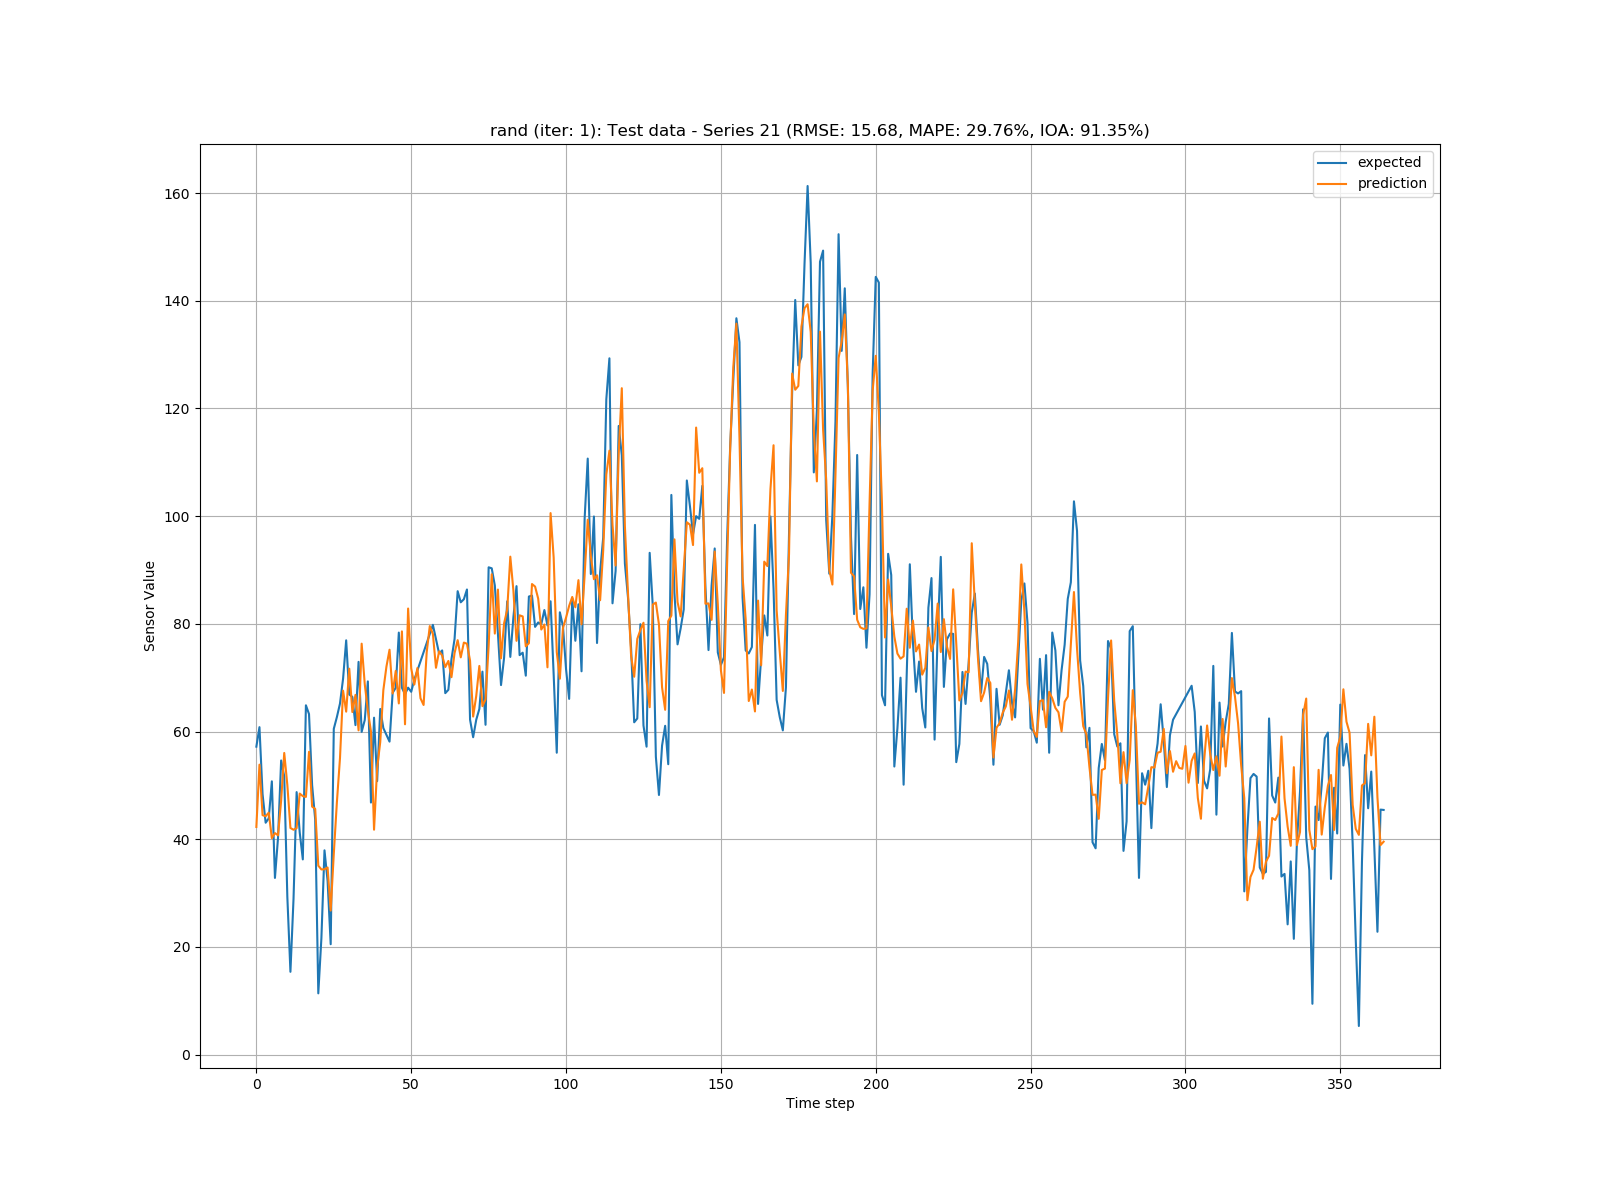 rand (iter: 1): Test data - Series 21 (RMSE: 15.68, MAPE: 29.76%, IOA: 91.35%)
expected
prediction
160
140
120
100
80
60
40
20
0
Sensor Value
0 50 100 150 200 250 300 350
Time step